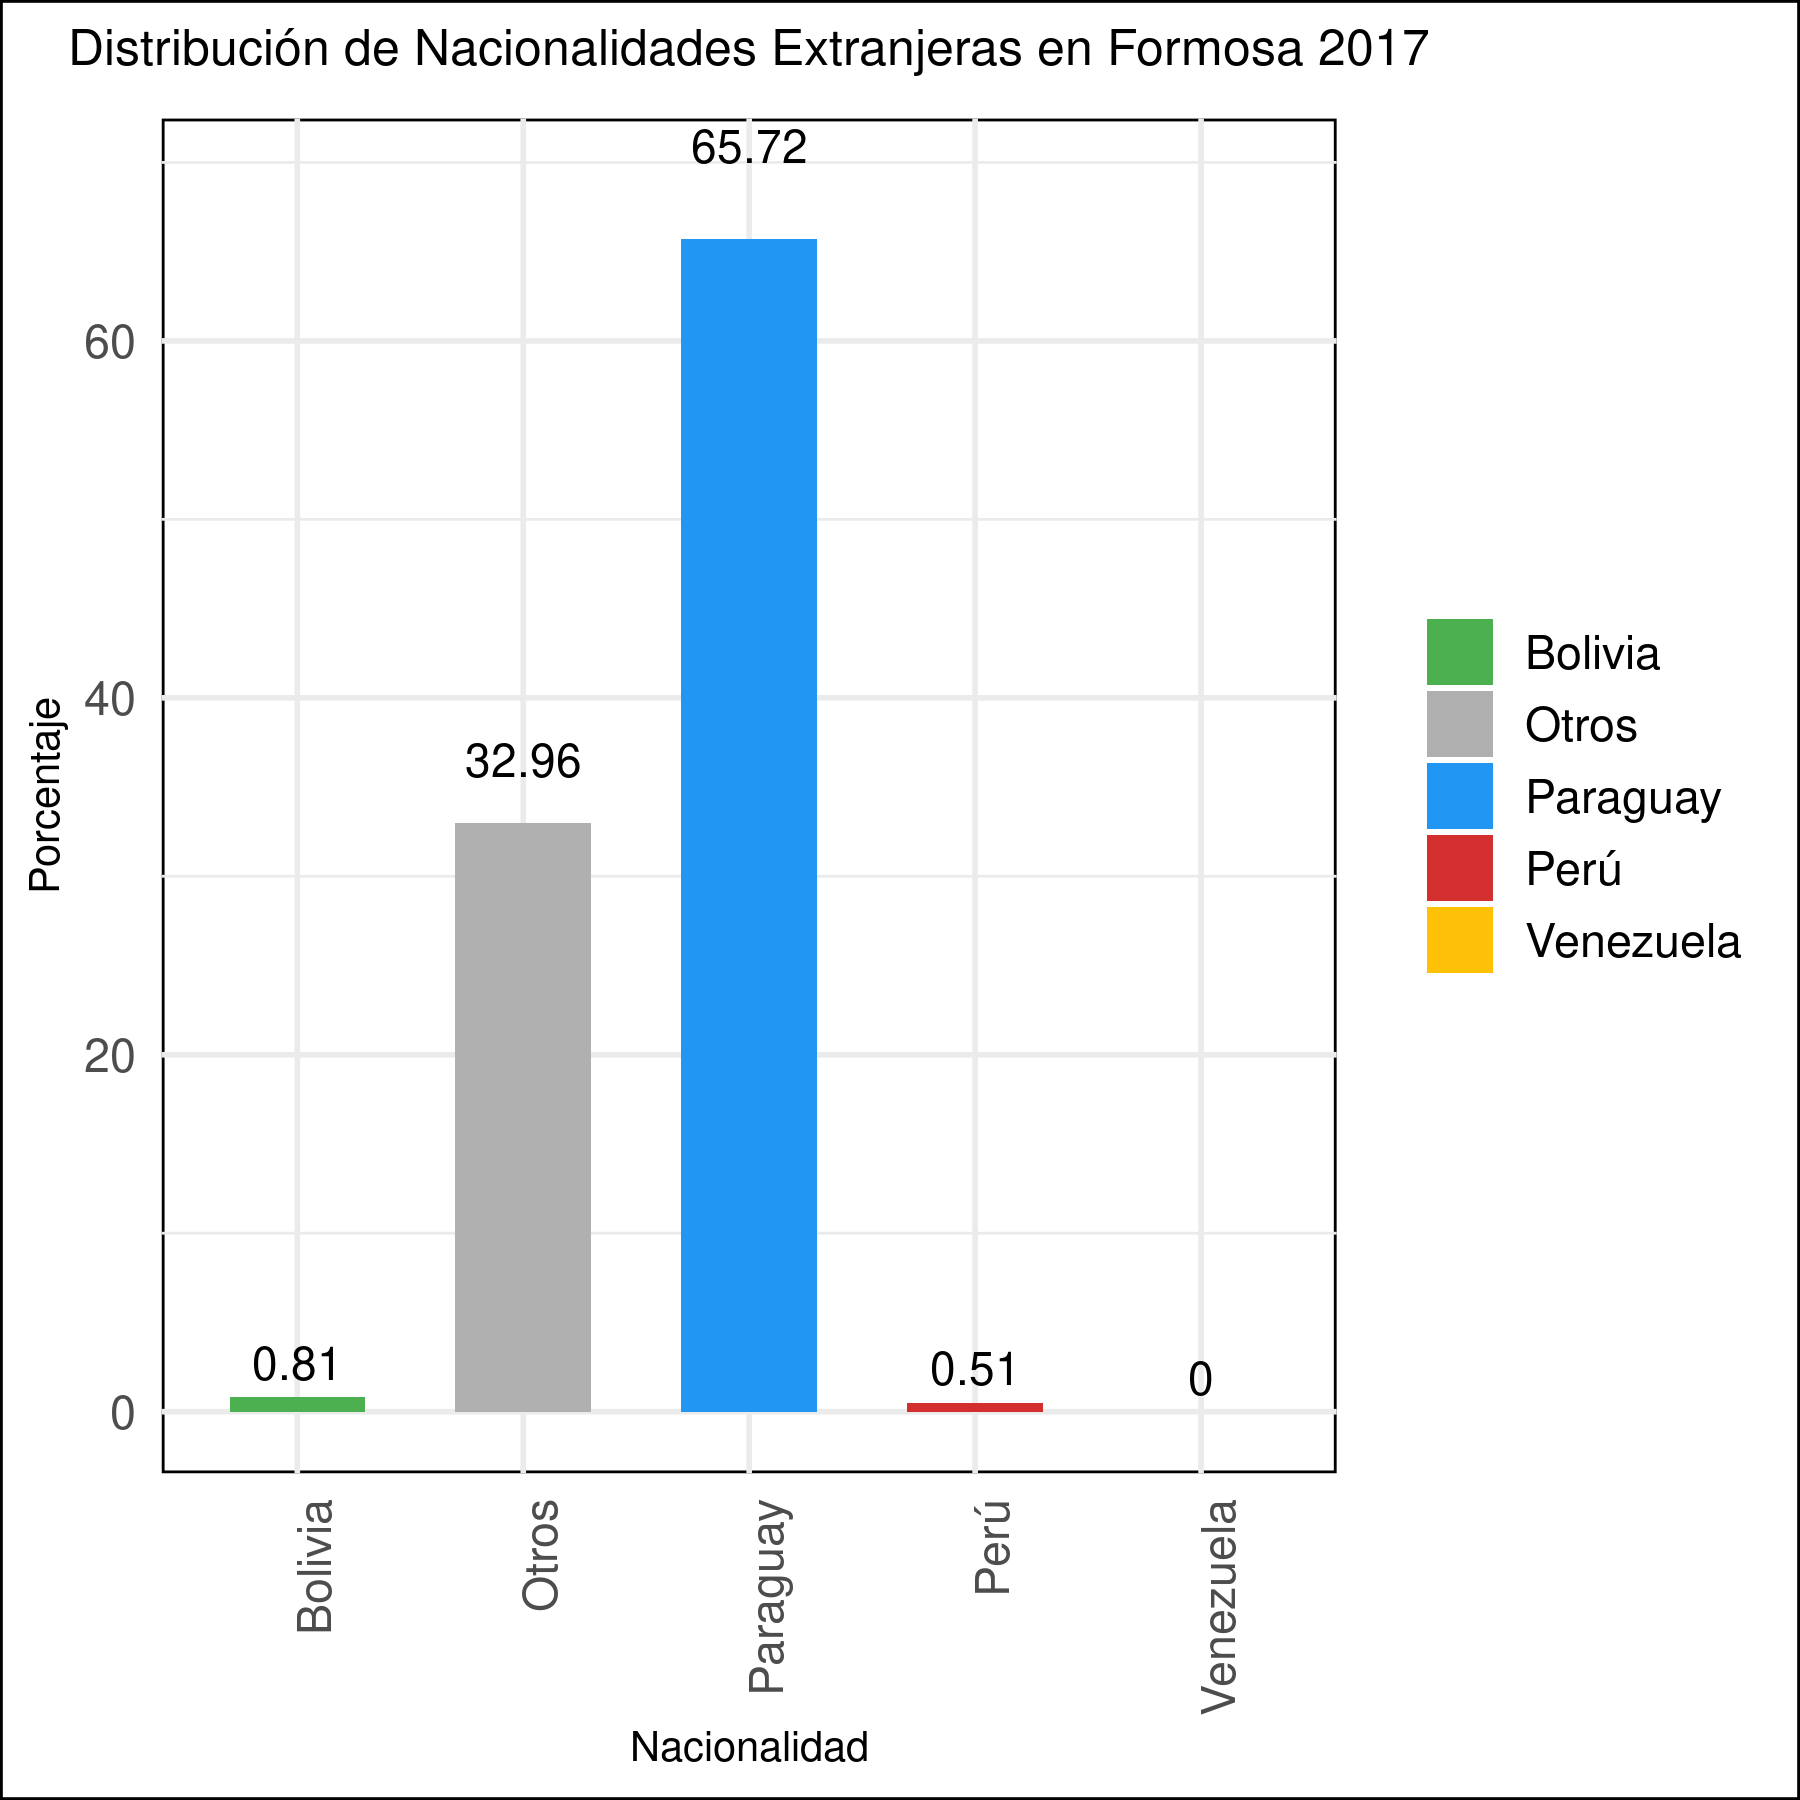 Distribución de Nacionalidades Extranjeras en Formosa 2017
65.72
60
40
32.96
20
0.81
0.51
0
0
Porcentaje
Bolivia
Otros
Paraguay
Perú
Venezuela
Nacionalidad
Bolivia
Otros
Paraguay
Perú
Venezuela